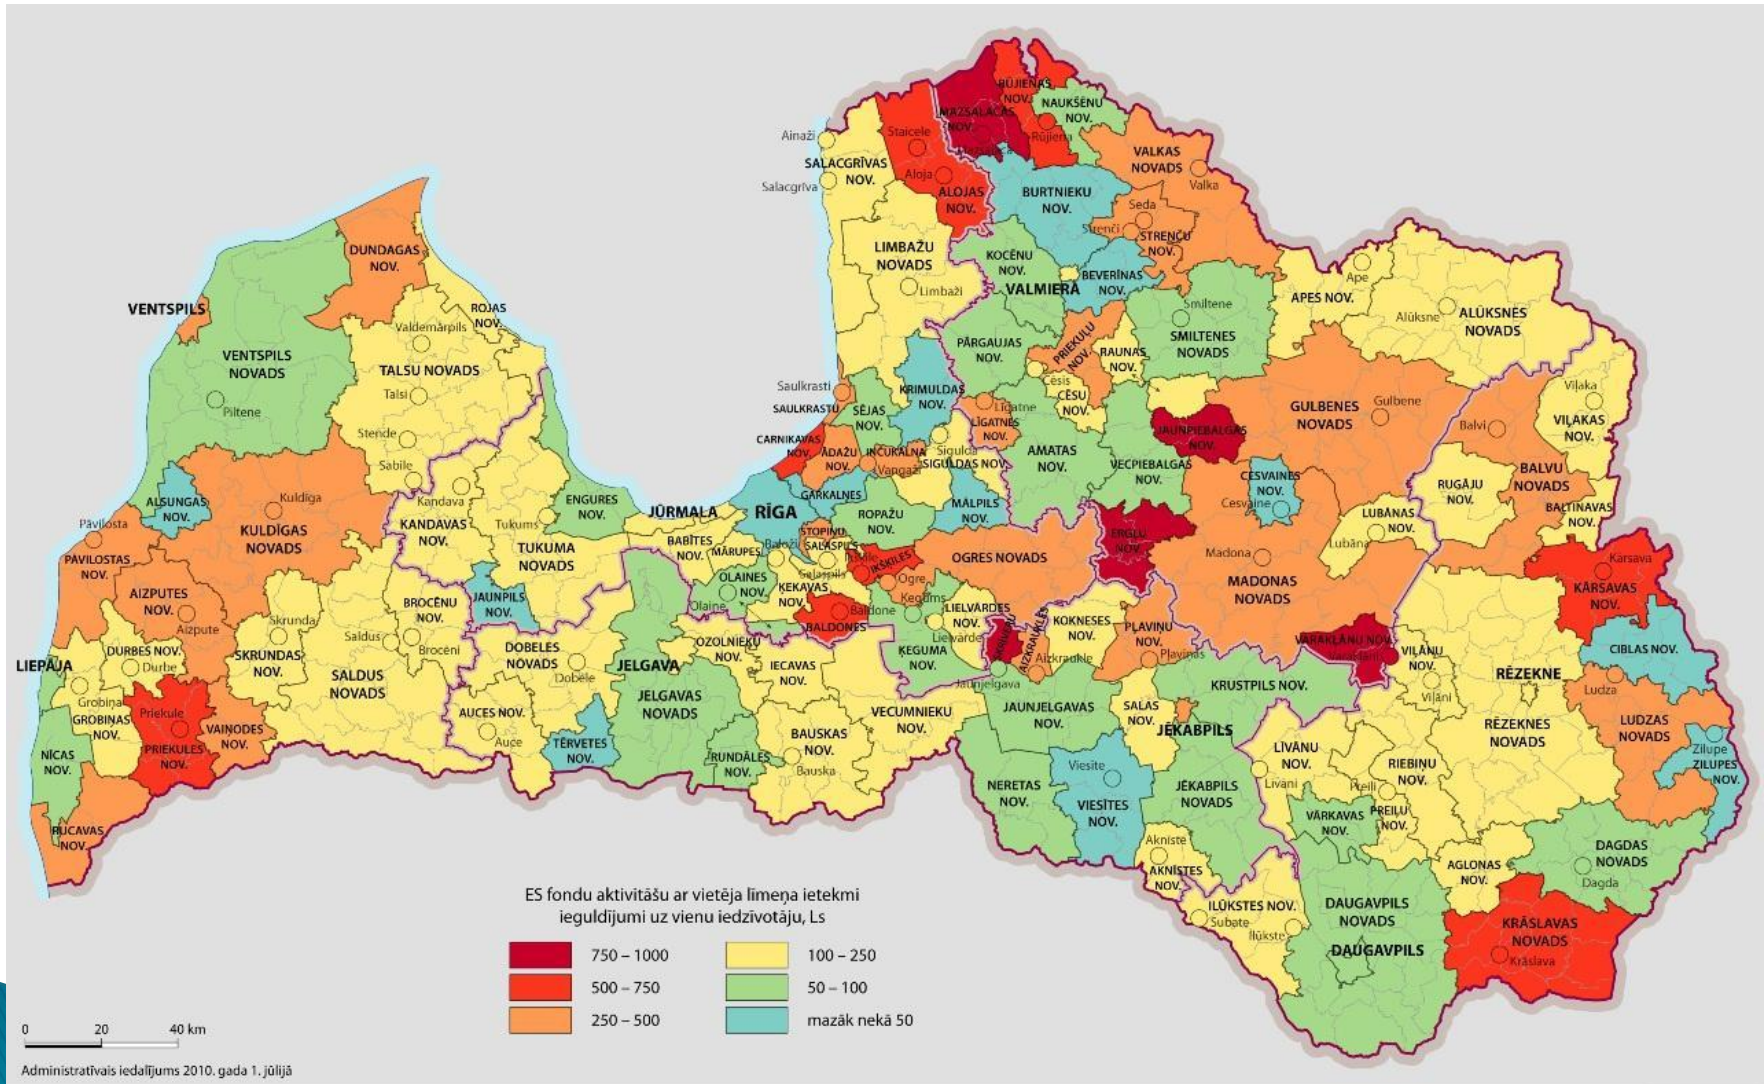 Ainaži
Salacgrīva
SALACGRĪVAS
NOV.
Staicele
Aloja
ALOJAS
NOV.
MAZSALACAS
NOV.
RŪJIENAS
NOV.
Rūjiena
NAUKŠĒNU
NOV.
VALKAS
NOVADS
Valka
BURTNIEKU
NOV.
Seda
Strenči
STRENČU
NOV.
LIMBAŽU
NOVADS
Limbaži
KOCĒNU
NOV.
VALMIERA
BEVERĪNAS
NOV.
Smiltene
SMILTENES
NOVADS
Ape
APES NOV.
Alūksne
ALŪKSNES
NOVADS
DUNDAGAS
NOV.
VENTSPILS
ROJAS
NOV.
Valdemārpils
VENTSPILS
NOVADS
Piltene
TALSU NOVADS
Talsi
Stende
Sabile
PĀRGAUJAS
NOV.
PRIEKUĻU
NOV.
RAUNAS
NOV.
Cēsis
CĒSU
NOV.
Saulkrasti
SAULKRASTU
SĒJAS
NOV.
KRIMULDAS
NOV.
Līgatne
LĪGATNES
NOV.
JAUNPIEBALGAS
NOV.
GULBENES
NOVADS
Gulbene
Viļaka
VIĻAKAS
NOV.
Balvi
BALVU
NOVADS
CARNIKAVAS
NOV.
ĀDAŽU
NOV.
INČUKALNA
Vangaži
Sigulda
SIGULDAS NOV.
AMATAS
NOV.
VECPIEBALGAS
NOV.
CESVAINES
NOV.
Cesvaine
RUGĀJU
NOV.
BALTINAVAS
NOV.
ALSUNGAS
NOV.
Kuldīga
KULDĪGAS
NOVADS
Kandava
KANDAVAS
NOV.
Tukums
TUKUMA
NOVADS
ENGURES
NOV.
JŪRMALA
RĪGA
GARKALNES
ROPAŽU
NOV.
MĀLPILS
NOV.
LUBĀNAS
NOV.
Lubāna
Pāvilosta
PĀVILOSTAS
NOV.
BABĪTES
NOV.
MĀRUPES
Baloži
STOPIŅU
SALASPILS
Salaspils
IKŠĶILES
OGRES NOVADS
ĒRGĻU
NOV.
Madona
MADONAS
NOVADS
Kārsava
KĀRSAVAS
NOV.
AIZPUTES
NOV.
Aizpute
JAUNPILS
NOV.
BROCĒNU
NOV.
Brocēni
OLAINES
NOV.
Olaine
ĶEKAVAS
NOV.
Ogre
Ķegums
Baldone
BALDONES
LIELVĀRDES
NOV.
Lielvārde
SKRĪVERU
AIZKRAUKLES
Aizkraukle
KOKNESES
NOV.
PĻAVIŅU
NOV.
Pļaviņas
VARAKĻĀNU NOV.
Varakļāni
VIĻĀNU
NOV.
Viļāni
CIBLAS NOV.
LIEPĀJA
DURBES NOV.
Durbe
Skrunda
SKRUNDAS
NOV.
Saldus
SALDUS
NOVADS
DOBELES
NOVADS
Dobele
JELGAVA
OZOLNIEKU
NOV.
IECAVAS
NOV.
ĶEGUMA
NOV.
Jaunjelgava
KRUSTPILS NOV.
RĒZEKNE
Ludza
Grobiņa
GROBIŅAS
NOV.
Priekule
PRIEKULES
NOV.
VAIŅODES
NOV.
AUCES NOV.
Auce
TĒRVETES
NOV.
JELGAVAS
NOVADS
RUNDĀLES
NOV.
BAUSKAS
NOV.
Bauska
VECUMNIEKU
NOV.
JAUNJELGAVAS
NOV.
SALAS
NOV.
JĒKABPILS
RĒZEKNES
NOVADS
LUDZAS
NOVADS
Zilupe
ZILUPES
NOV.
NĪCAS
NOV.
RUCAVAS
NOV.
NERETAS
NOV.
Viesīte
VIESĪTES
NOV.
JĒKABPILS
NOVADS
LĪVĀNU
NOV.
Līvāni
RIEBIŅU
NOV.
Preiļi
PREIĻU
NOV.
VĀRKAVAS
NOV.
Aknīste
AKNĪSTES
NOV.
AGLONAS
NOV.
DAGDAS
NOVADS
Dagda
ILŪKSTES NOV.
Subate
Ilūkste
DAUGAVPILS
NOVADS
DAUGAVPILS
KRĀSLAVAS
NOVADS
Krāslava
ES fondu aktivitāšu ar vietēja līmeņa ietekmi
ieguldījumi uz vienu iedzīvotāju, Ls
750 – 1000
500 – 750
250 – 500
100 – 250
50 – 100
mazāk nekā 50
0 20 40 km
Administratīvais iedalījums 2010. gada 1. jūlijā